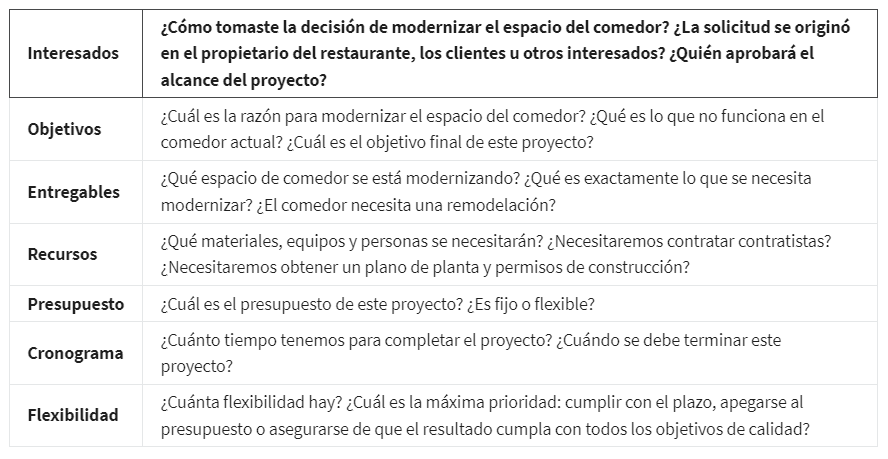 ¿Cómo tomaste la decisión de modernizar el espacio del comedor? ¿La solicitud se originó
Interesados
en el propietario del restaurante, los clientes u otros interesados? ¿Quién aprobará el
alcance del proyecto?
¿Cuál es la razón para modernizar el espacio del comedor? ¿Qué es lo que no funciona en el
Objetivos
comedor actual? ¿Cuál es el objetivo final de este proyecto?
¿Qué espacio de comedor se está modernizando? ¿Qué es exactamente lo que se necesita
Entregables
modernizar? ¿El comedor necesita una remodelación?
¿Qué materiales, equipos y personas se necesitarán? ¿Necesitaremos contratar contratistas?
Recursos
¿Necesitaremos obtener un plano de planta y permisos de construcción?
Presupuesto
¿Cuál es el presupuesto de este proyecto? ¿Es fijo o flexible?
¿Cuánto tiempo tenemos para completar el proyecto? ¿Cuándo se debe terminar este
Cronograma
proyecto?
¿Cuánta flexibilidad hay? ¿Cuál es la máxima prioridad: cumplir con el plazo, apegarse al
Flexibilidad
presupuesto o asegurarse de que el resultado cumpla con todos los objetivos de calidad?